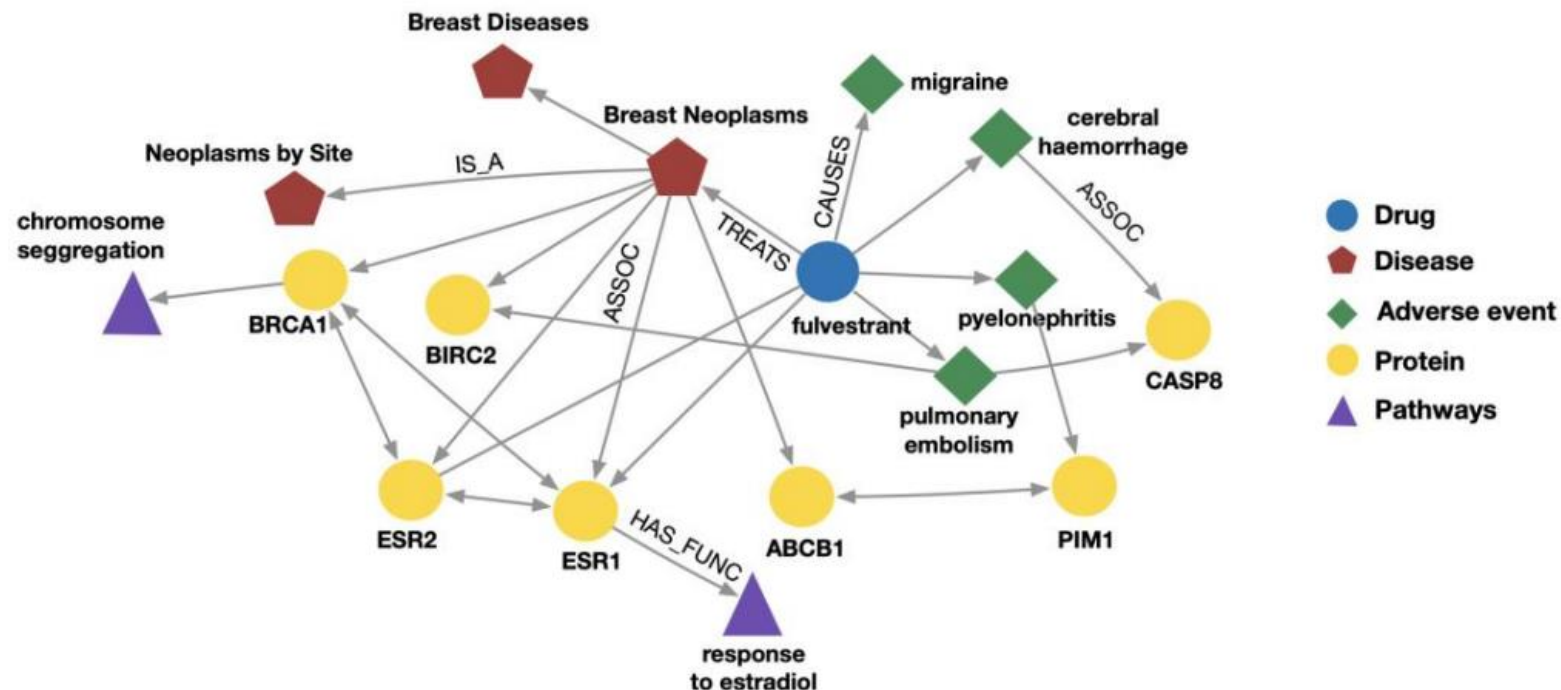 Breast Diseases
Breast Neoplasms
migraine
cerebral
haemorrhage
Neoplasms by Site
IS_A
CAUSES
ASSOC
chromosome
seggregation
TREATS
ASSOC
Drug
Disease
Adverse event
Protein
Pathways
BRCA1
BIRC2
fulvestrant
pyelonephritis
CASP8
pulmonary
embolism
ESR2
ESR1
HAS_FUNC
ABCB1
PIM1
response
to estradiol